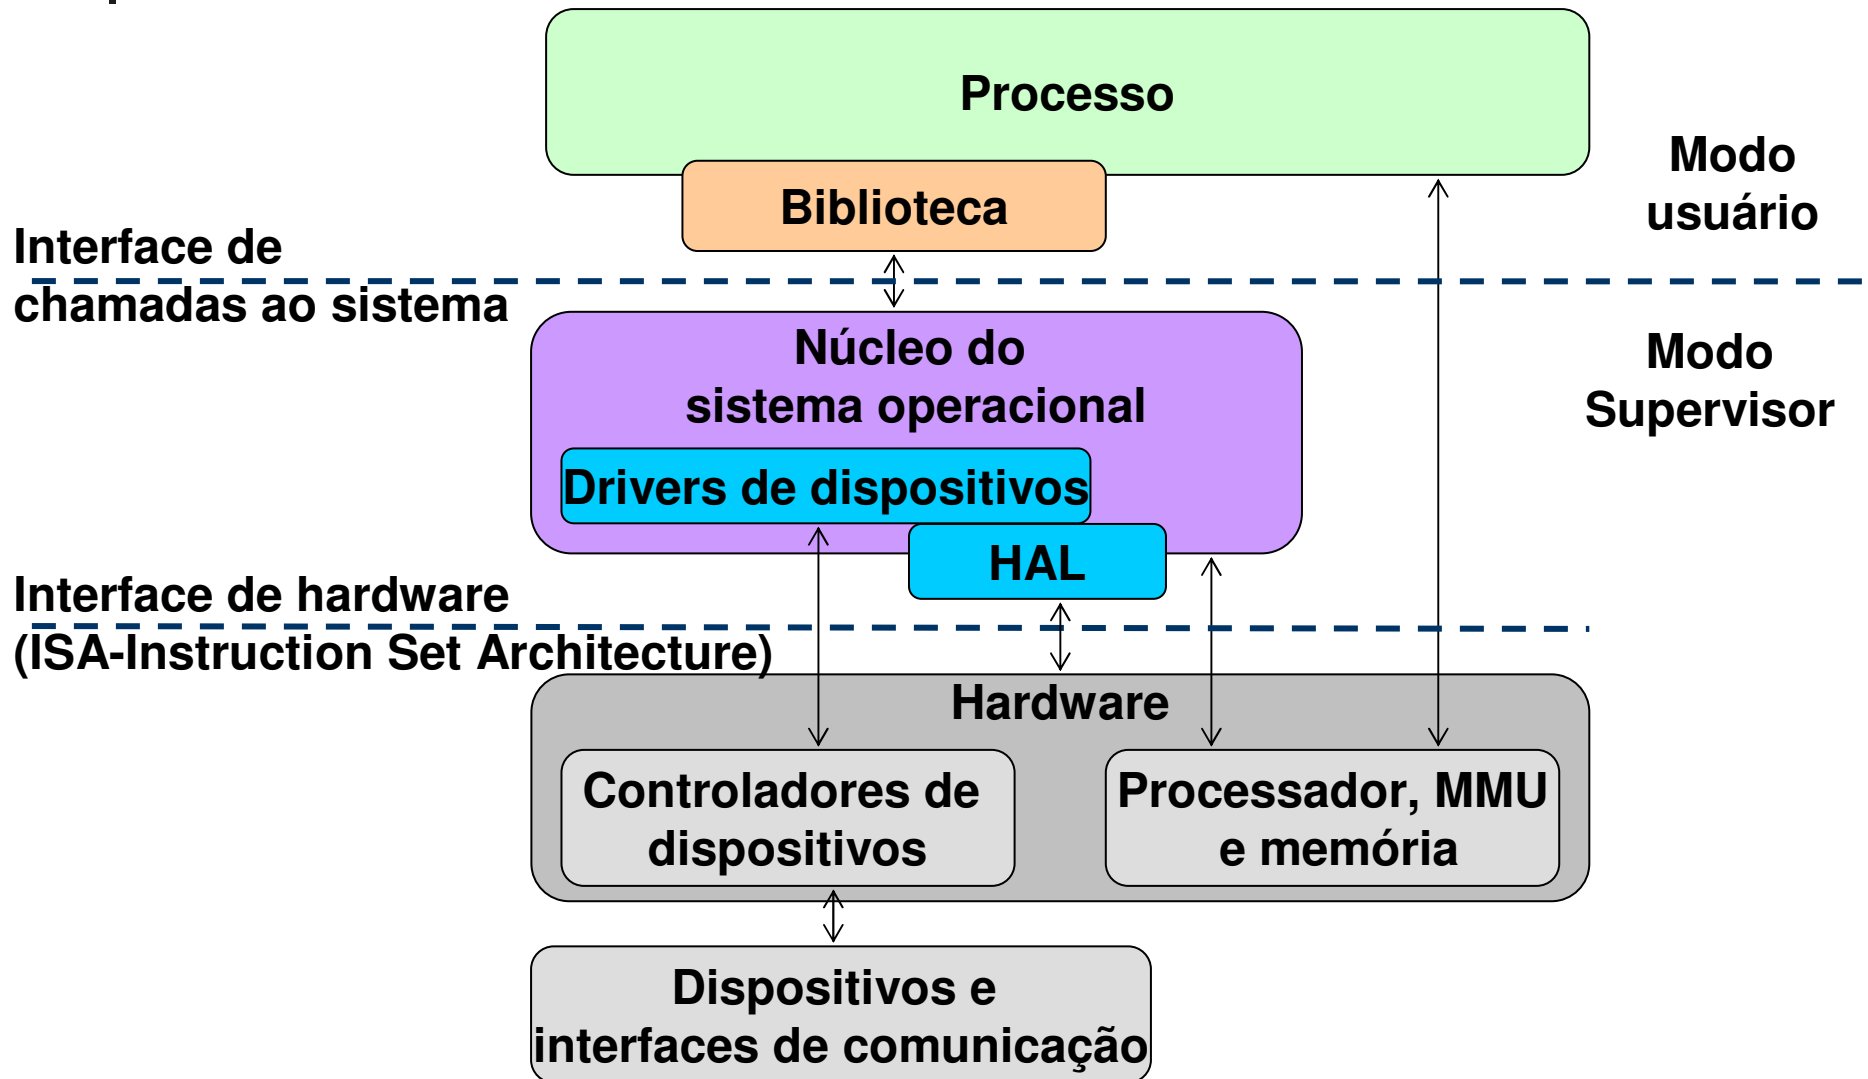 Processo
Modo
usuário
Biblioteca
Interface de
chamadas ao sistema
Núcleo do
sistema operacional
Modo
Supervisor
Drivers de dispositivos
HAL
Interface de hardware
(ISA-Instruction Set Architecture)
Hardware
Controladores de
dispositivos
Processador, MMU
e memória
Dispositivos e
interfaces de comunicação